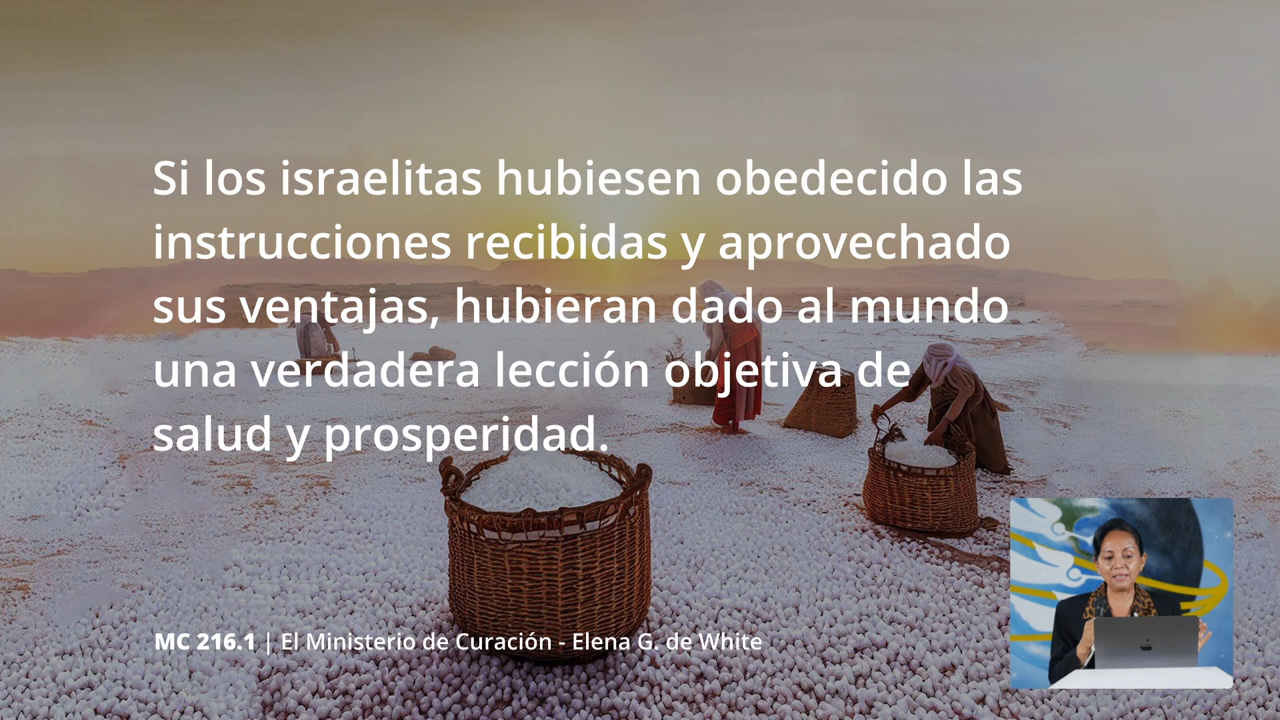 Si los israelitas hubiesen obedecido las
instrucciones recibidas y aprovechado
sus ventajas, hubieran dado al mundo
una verdadera lección objetiva de
salud y prosperidad.
MC 216.1 | El Ministerio de Curación - Elena G. de White